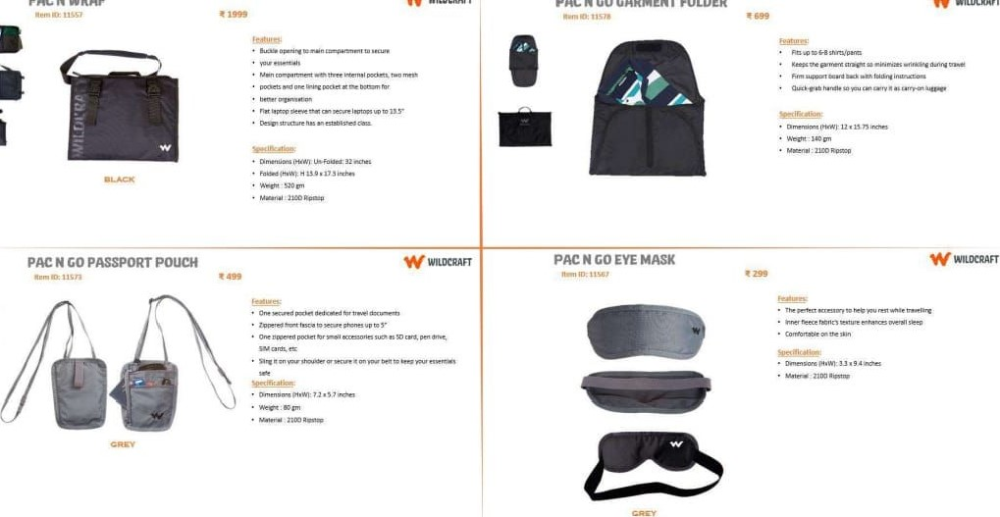 PAC N WRAP
WILDCRAFT
Item ID: 11557
₹ 1999
Features:
• Buckle opening to main compartment to secure
• your essentials
• Main compartment with three internal pockets, two mesh
• pockets and one lining pocket at the bottom for
• better organisation
• Flat laptop sleeve that can secure laptops up to 13.5"
• Design structure has an established class.
Specification:
• Dimensions (HxW): Un-Folded: 32 inches
• Folded (HxW): H 13.9 x 17.3 inches
• Weight : 520 gm
• Material : 210D Ripstop
WILDCRAFT
BLACK
PAC N GO GARMENT FOLDER
WILDCRAFT
Item ID: 11578
₹ 699
Features:
• Fits up to 6-8 shirts/pants
• Keeps the garment straight so minimizes wrinkling during travel
• Firm support board back with folding instructions
• Quick-grab handle so you can carry it as carry-on luggage
Specification:
• Dimensions (HxW): 12 x 15.75 inches
• Weight : 140 gm
• Material : 210D Ripstop
PAC N GO PASSPORT POUCH
WILDCRAFT
Item ID: 11573
₹ 499
Features:
• One secured pocket dedicated for travel documents
• Zippered front fascia to secure phones up to 5"
• One zippered pocket for small accessories such as SD card, pen drive,
SIM cards, etc
• Sling it on your shoulder or secure it on your belt to keep your essentials
safe
Specification:
• Dimensions (HxW): 7.2 x 5.7 inches
• Weight : 80 gm
• Material : 210D Ripstop
GREY
PAC N GO EYE MASK
WILDCRAFT
Item ID: 11567
₹ 299
Features:
• The perfect accessory to help you rest while travelling
• Inner fleece fabric's texture enhances overall sleep
• Comfortable on the skin
Specification:
• Dimensions (HxW): 3.3 x 9.4 inches
• Material : 210D Ripstop
GREY